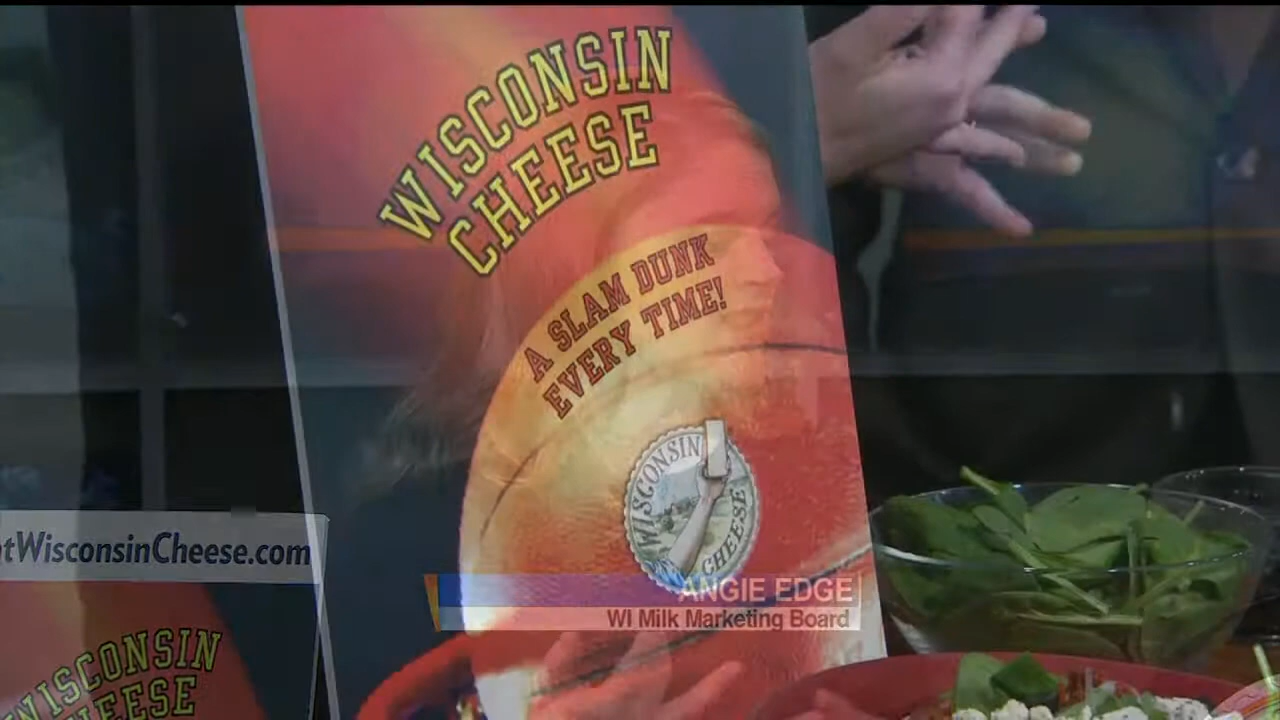 WISCONSIN
CHEESE
A SLAM DUNK
EVERY TIME!
WISCONSIN
CHEESE
tWisconsinCheese.com
ANGIE EDGE
WI Milk Marketing Board
WISCONSIN
CHEESE